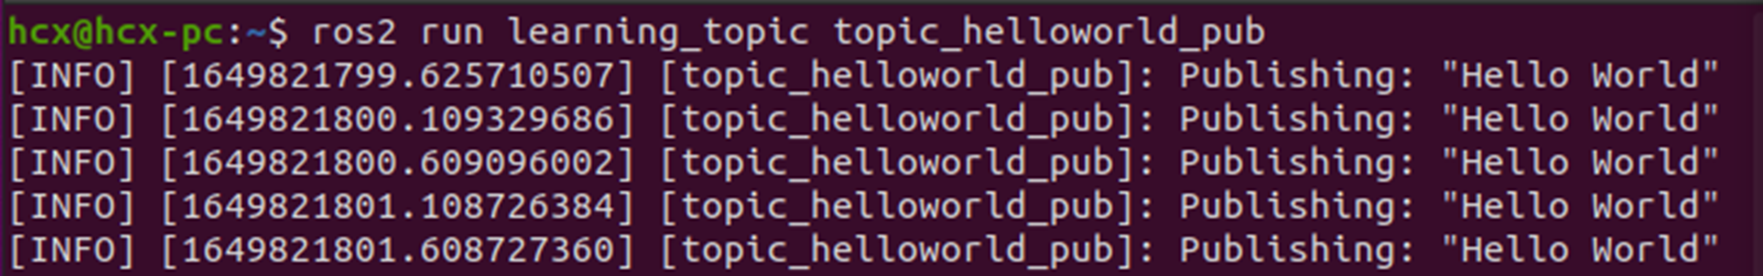 hcx@hcx-pc:~$ ros2 run learning_topic topic_helloworld_pub
[INFO] [1649821799.625710507] [topic_helloworld_pub]: Publishing: "Hello World"
[INFO] [1649821800.109329686] [topic_helloworld_pub]: Publishing: "Hello World"
[INFO] [1649821800.609096002] [topic_helloworld_pub]: Publishing: "Hello World"
[INFO] [1649821801.108726384] [topic_helloworld_pub]: Publishing: "Hello World"
[INFO] [1649821801.608727360] [topic_helloworld_pub]: Publishing: "Hello World"